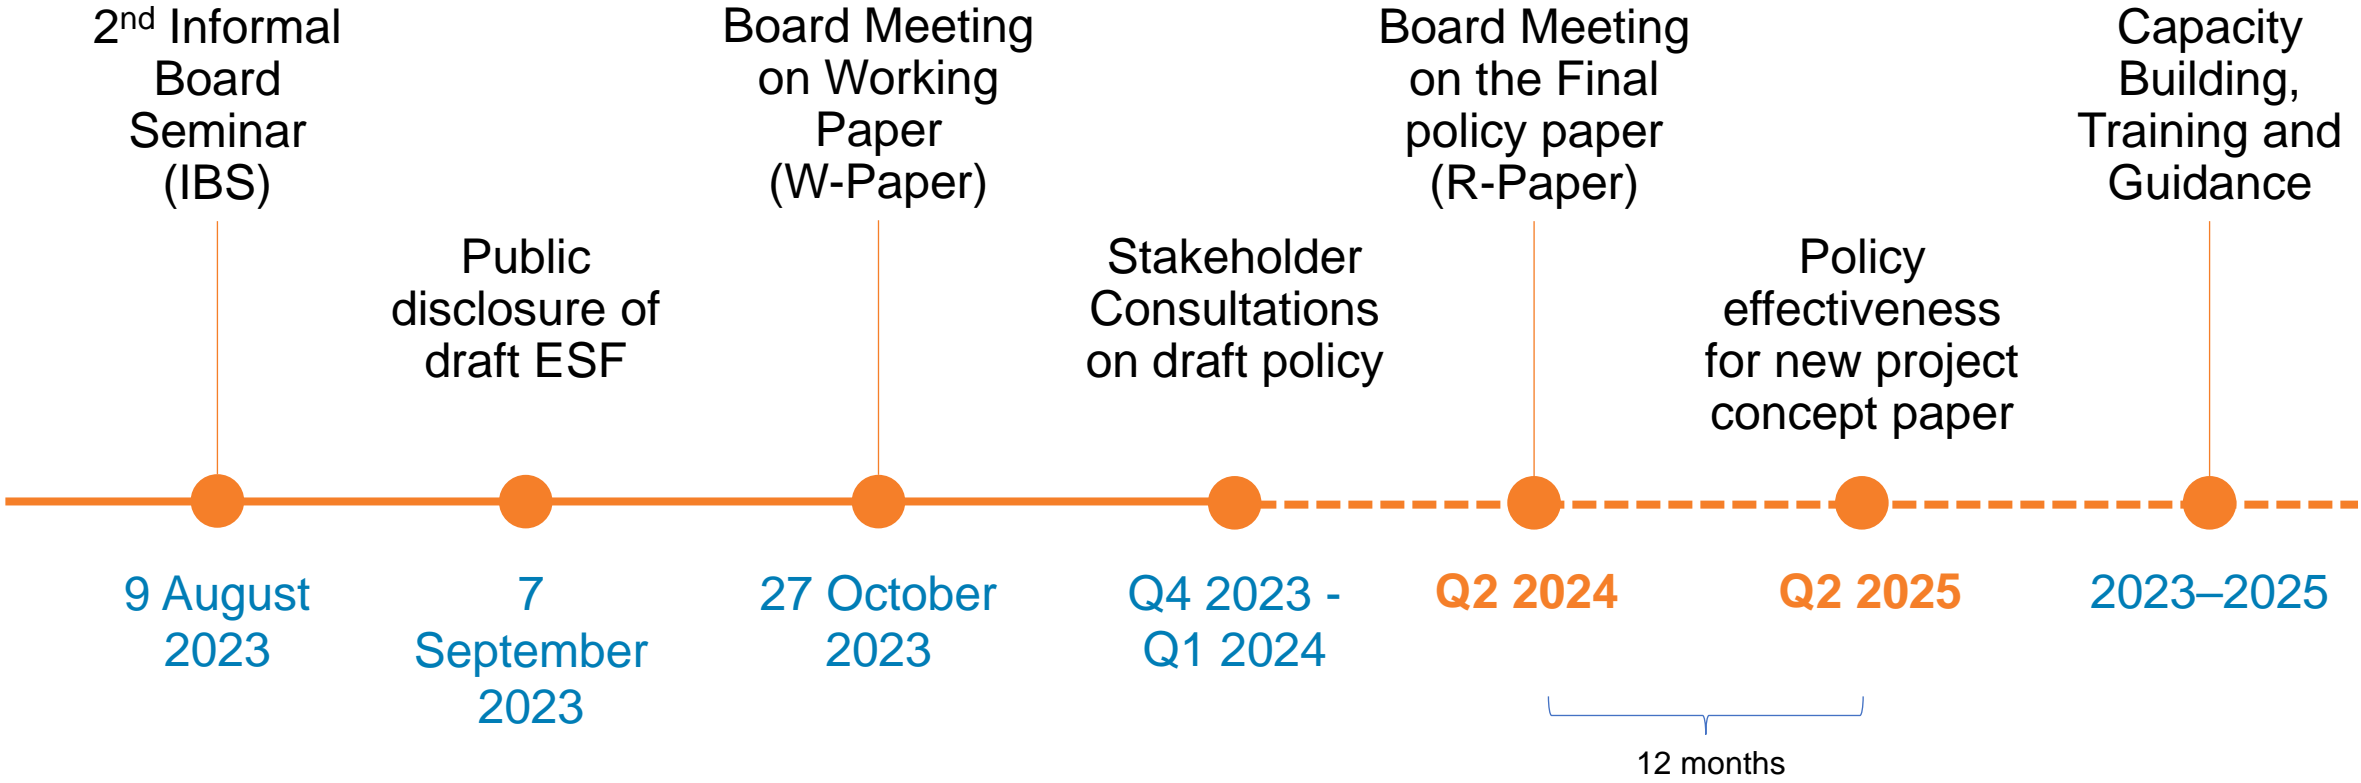 2nd Informal
Board
Seminar
(IBS)
Public
disclosure of
draft ESF
Board Meeting
on Working
Paper
(W-Paper)
Stakeholder
Consultations
on draft policy
Board Meeting
on the Final
policy paper
(R-Paper)
Policy
effectiveness
for new project
concept paper
Capacity
Building,
Training and
Guidance
9 August
2023
7
September
2023
27 October
2023
Q4 2023 -
Q1 2024
Q2 2024
Q2 2025
2023–2025
12 months